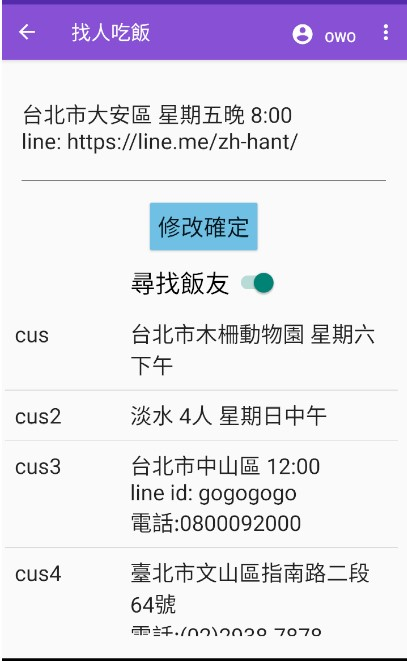 找人吃飯
owo
台北市大安區 星期五晚 8:00
line: https://line.me/zh-hant/
修改確定
尋找飯友
cus
台北市木柵動物園 星期六
下午
cus2
淡水 4人 星期日中午
cus3
台北市中山區 12:00
line id: gogogogo
電話:0800092000
cus4
臺北市文山區指南路二段
64號
電話:(02)2938 7878